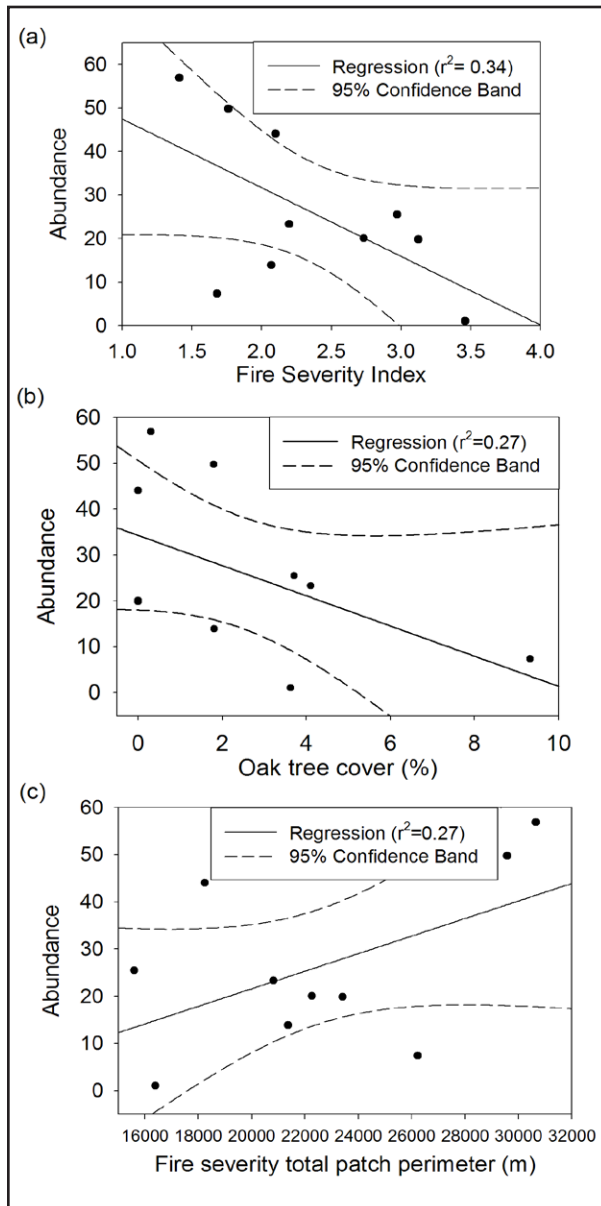 (a)
Regression (r²= 0.34)
95% Confidence Band
60
50
40
30
20
10
0
Abundance
1.0 1.5 2.0 2.5 3.0 3.5 4.0
Fire Severity Index
(b)
Regression (r²=0.27)
95% Confidence Band
60
50
40
30
20
10
0
Abundance
0 2 4 6 8 10
Oak tree cover (%)
(c)
Regression (r²=0.27)
95% Confidence Band
60
50
40
30
20
10
0
Abundance
16000 18000 20000 22000 24000 26000 28000 30000 32000
Fire severity total patch perimeter (m)